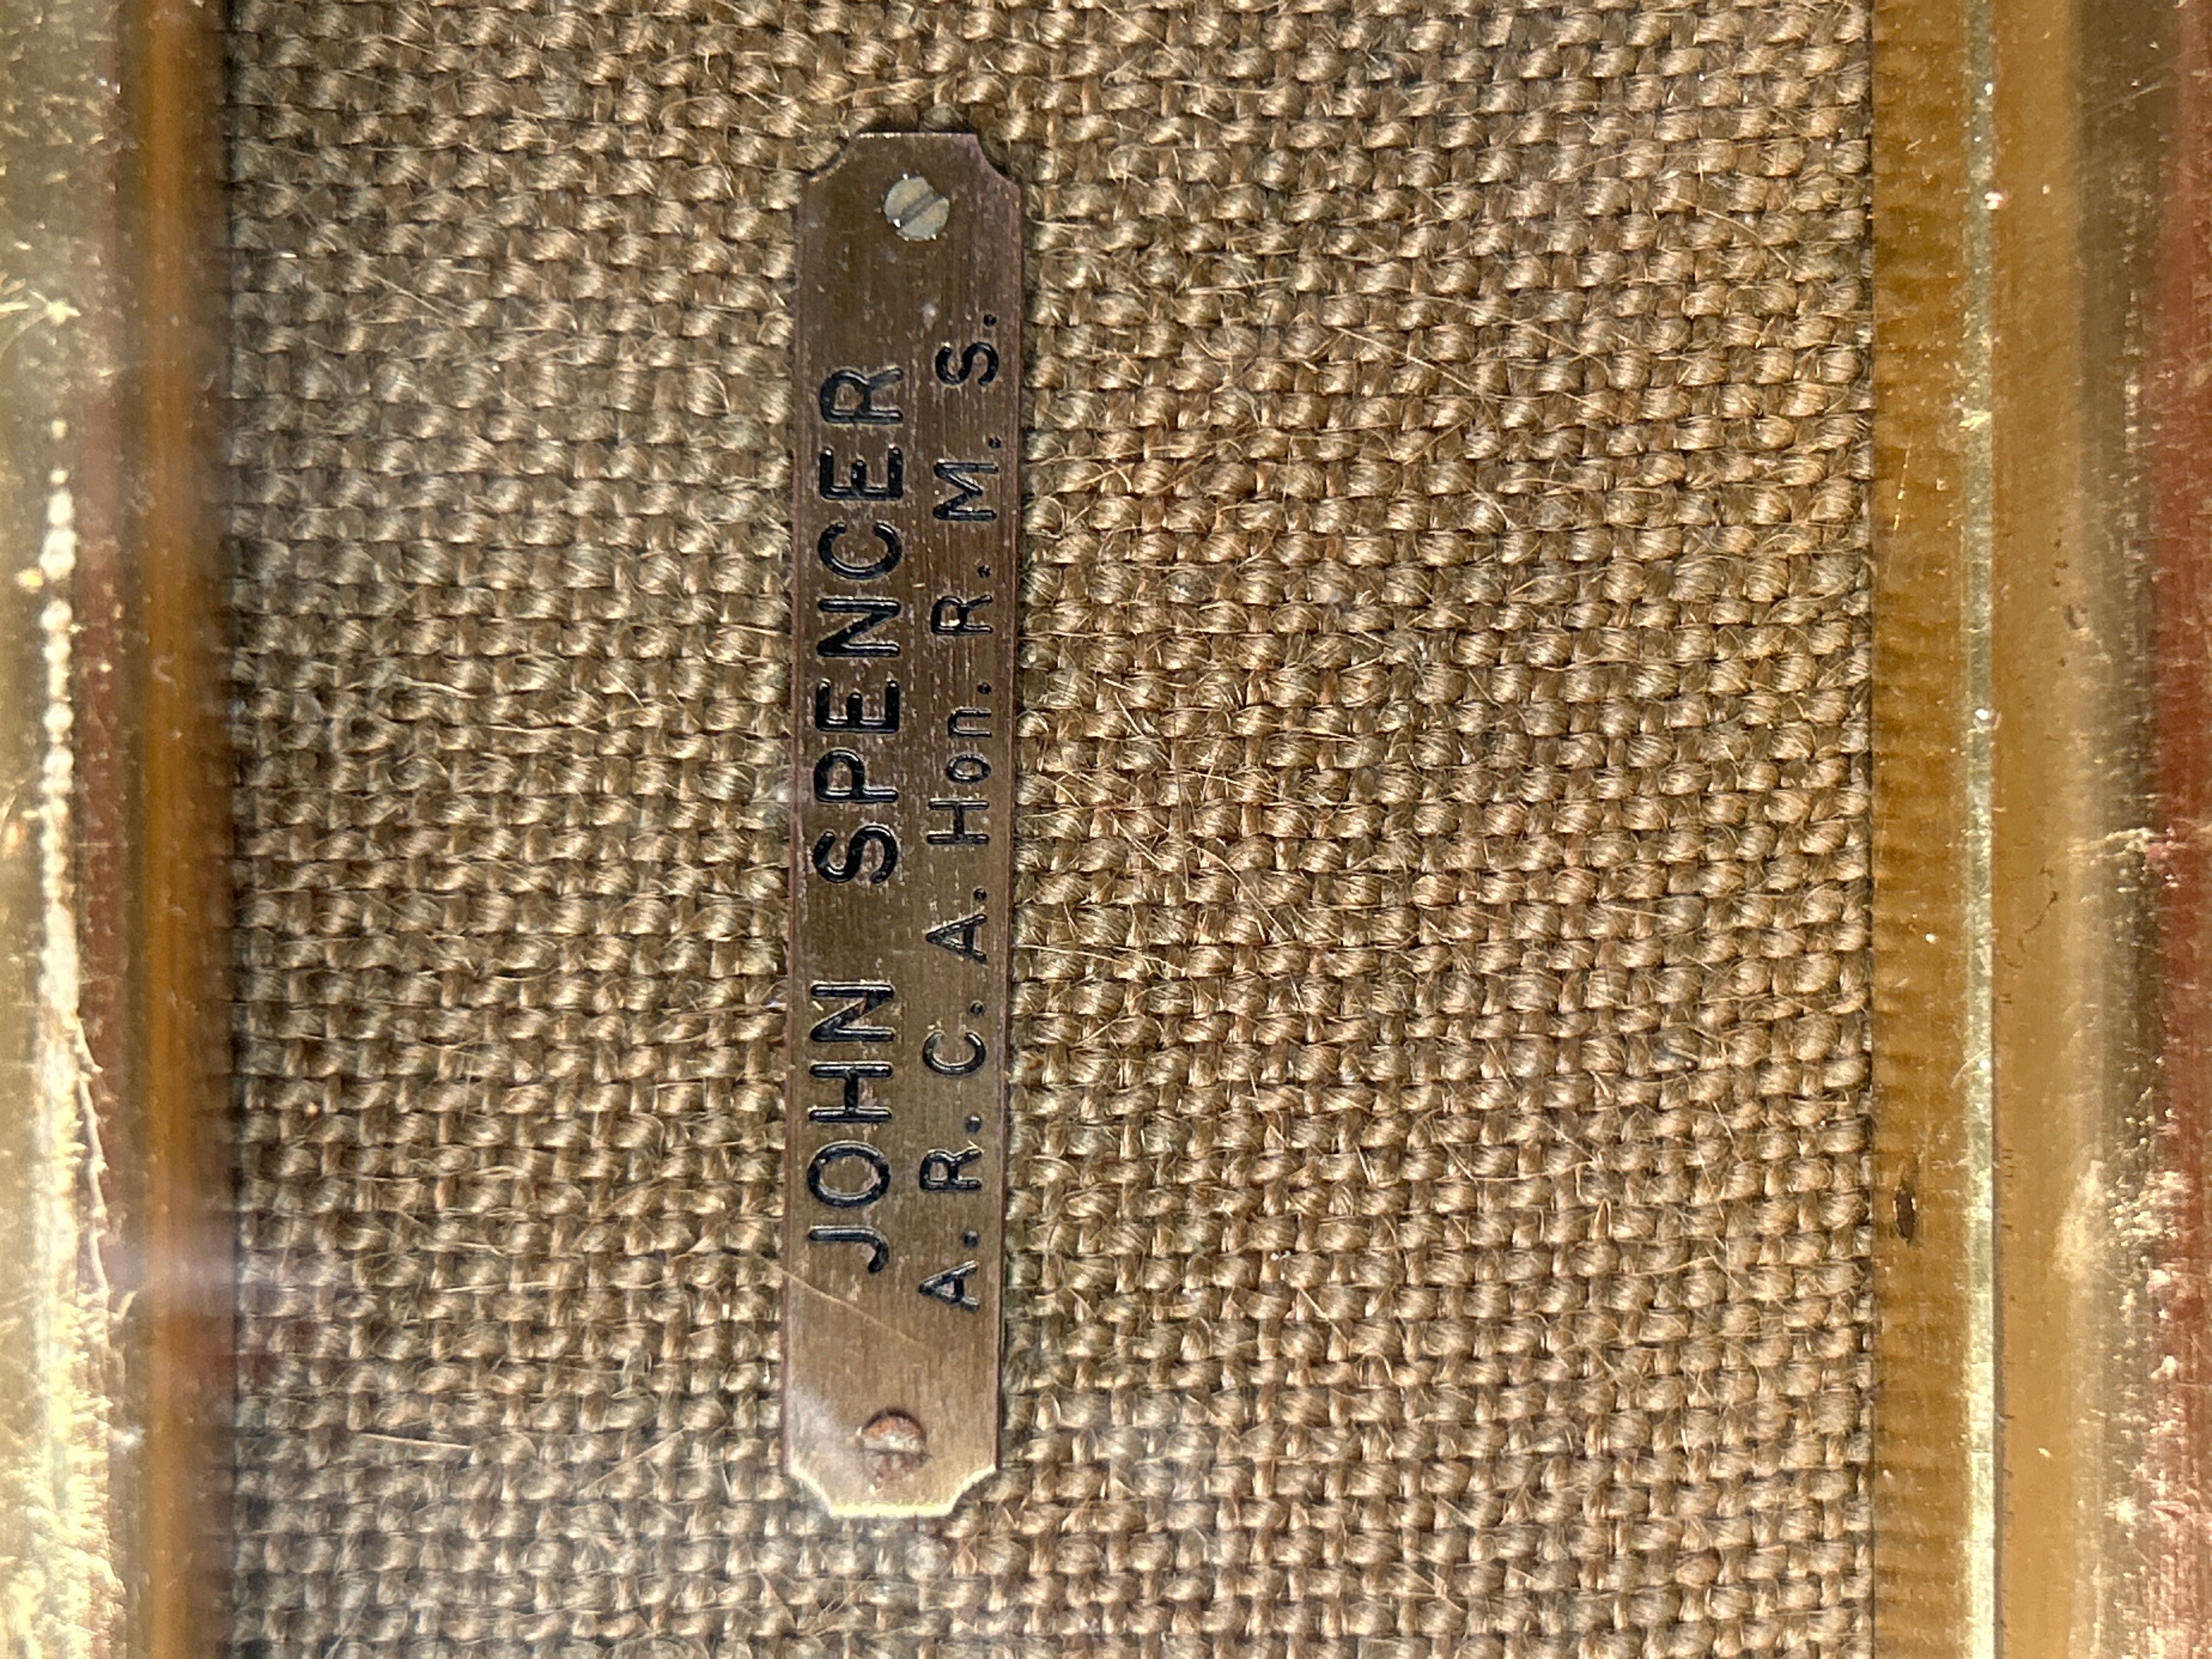 JOHN SPENCER
A. R. C. A. Hon. R. M. S.